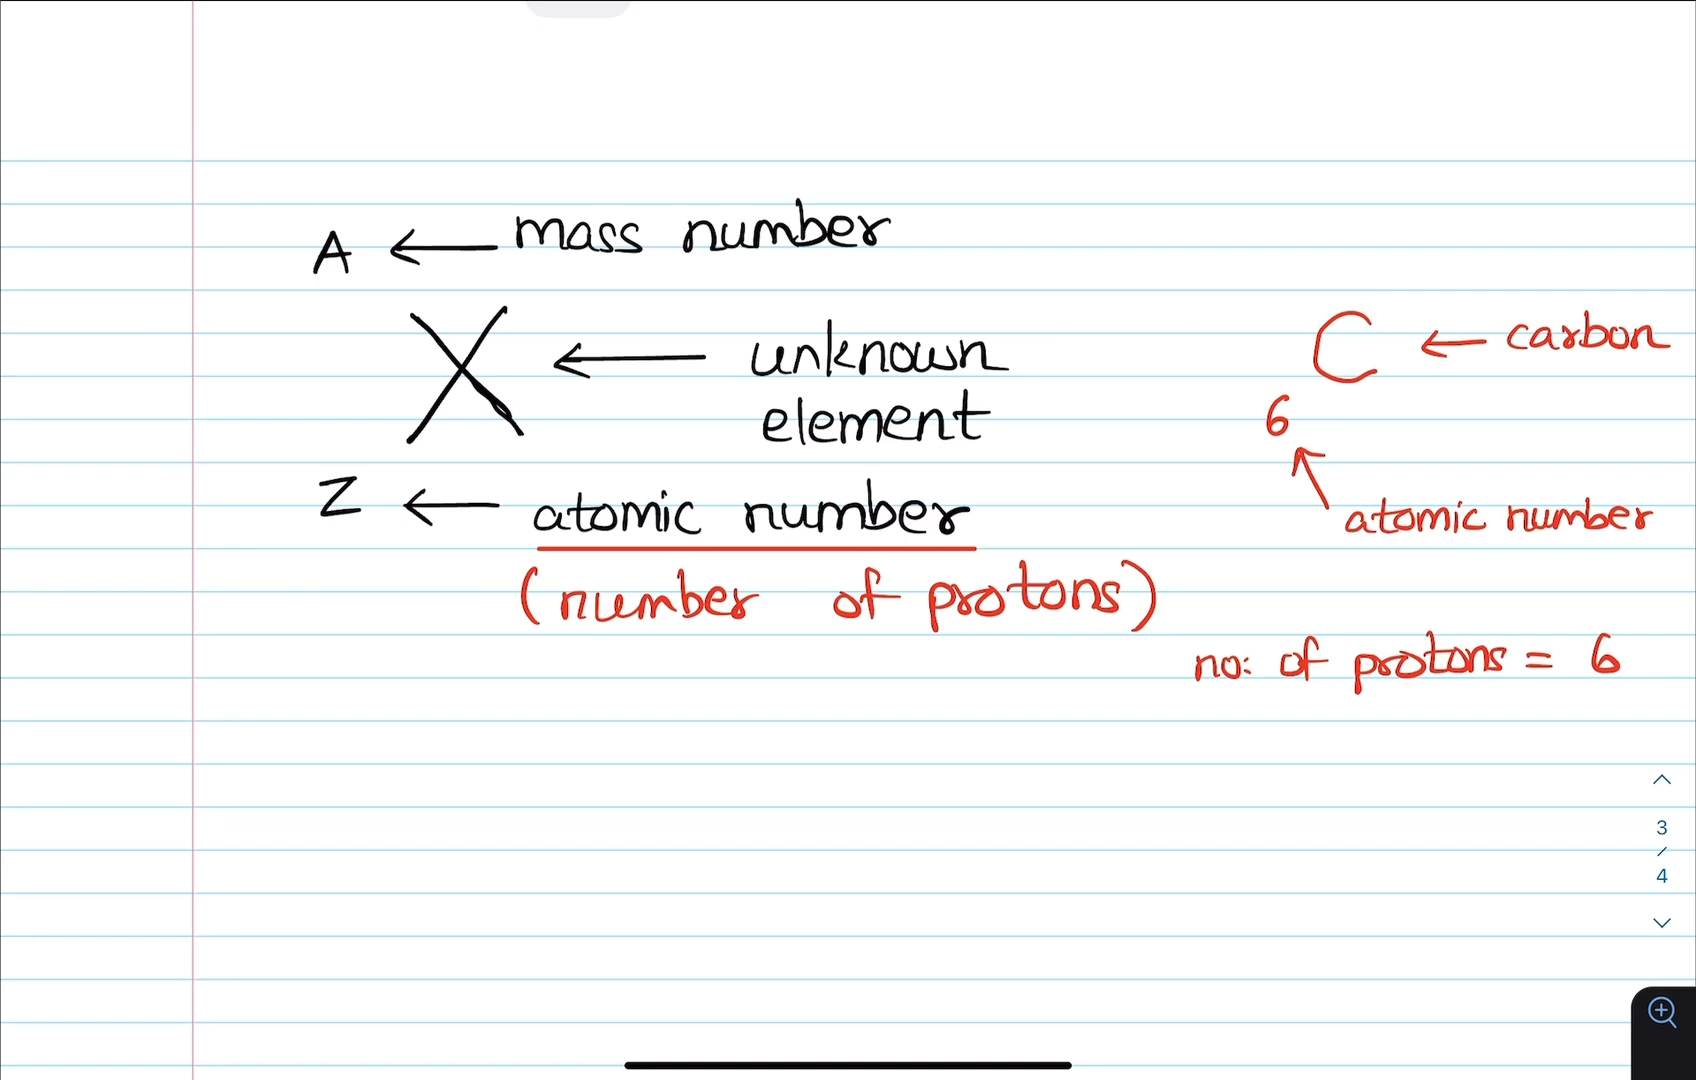 A ← mass number
X ← unknown
element
C ← carbon
6
Z ← atomic number
atomic number
(number of protons)
no: of protons = 6
3
/
4